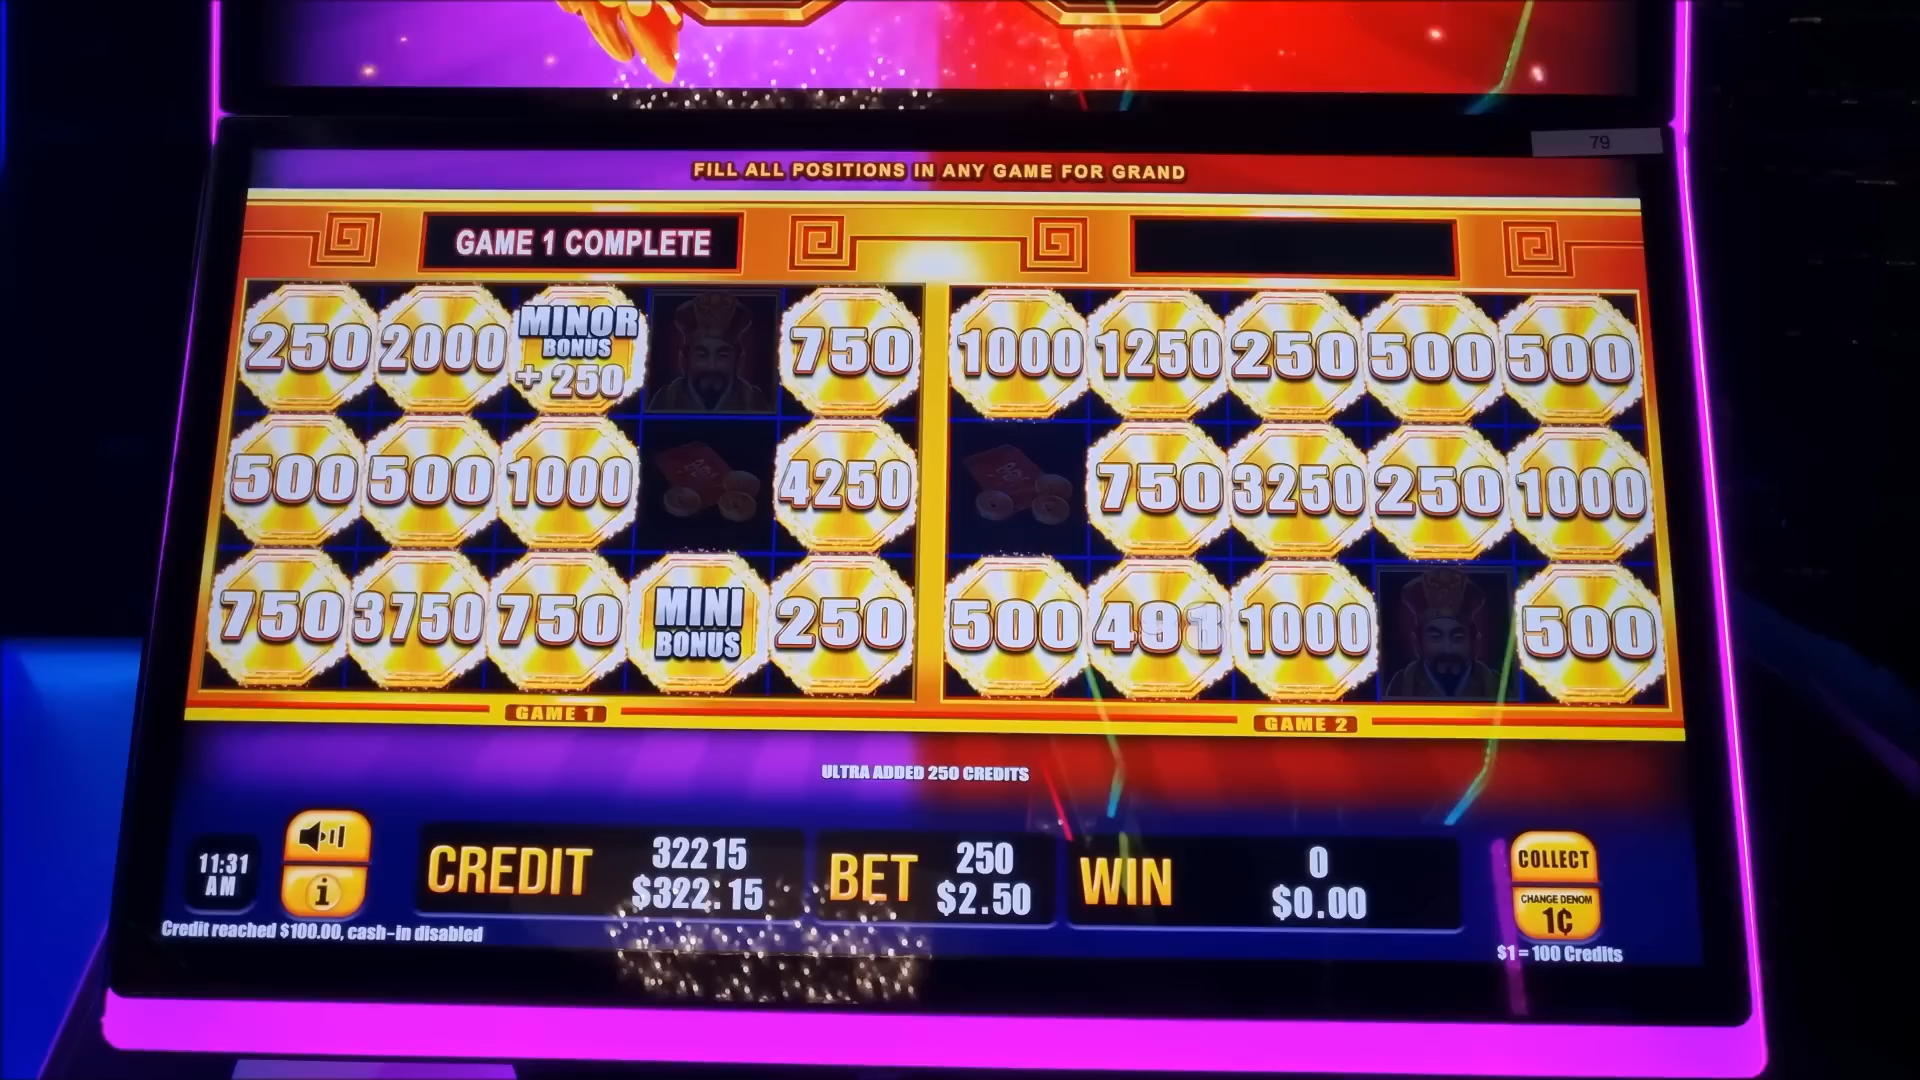 79
FILL ALL POSITIONS IN ANY GAME FOR GRAND
GAME 1 COMPLETE
250 2000 MINOR BONUS + 250 750
500 500 1000 4250
750 3750 750 MINI BONUS 250
GAME 1
1000 1250 250 500 500
750 3250 250 1000
500 1000 500
GAME 2
ULTRA ADDED 250 CREDITS
11:31 AM
i
CREDIT 32215 $322.15
BET 250 $2.50
WIN 0 $0.00
COLLECT
CHANGE DENOM
1¢
$1 = 100 Credits
Credit reached $100.00, cash-in disabled